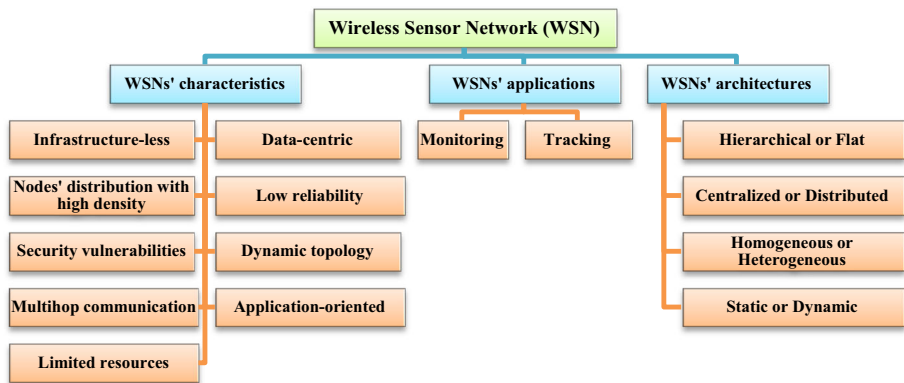 Wireless Sensor Network (WSN)
WSNs' characteristics
WSNs' applications
WSNs' architectures
Infrastructure-less
Data-centric
Nodes' distribution with
high density
Low reliability
Security vulnerabilities
Dynamic topology
Multihop communication
Application-oriented
Limited resources
Monitoring
Tracking
Hierarchical or Flat
Centralized or Distributed
Homogeneous or
Heterogeneous
Static or Dynamic